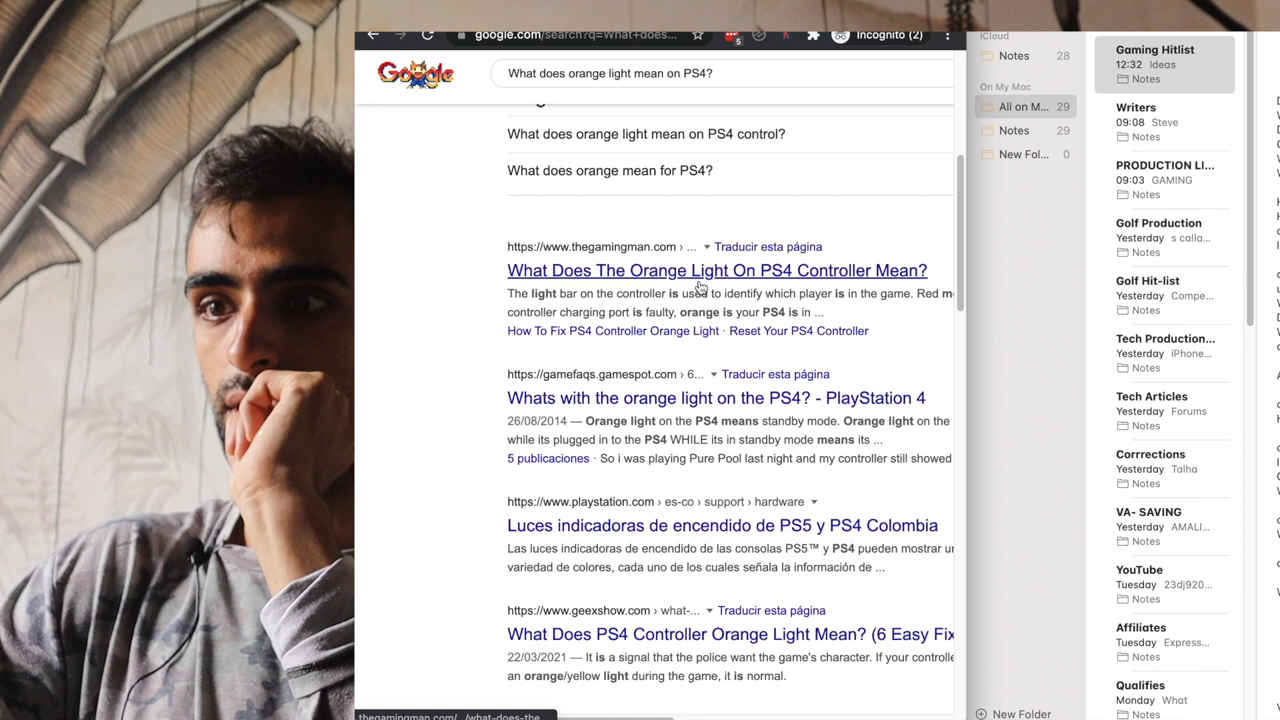 google.com/search?q=What+does...
5
Incognito (2)
Google
What does orange light mean on PS4?
What does orange light mean on PS4 control?
What does orange mean for PS4?
https://www.thegamingman.com › ... Traducir esta página
What Does The Orange Light On PS4 Controller Mean?
The light bar on the controller is used to identify which player is in the game. Red
controller charging port is faulty, orange is your PS4 is in ...
How To Fix PS4 Controller Orange Light · Reset Your PS4 Controller
https://gamefaqs.gamespot.com › 6... Traducir esta página
Whats with the orange light on the PS4? - PlayStation 4
26/08/2014 — Orange light on the PS4 means standby mode. Orange light on the
while its plugged in to the PS4 WHILE its in standby mode means its ...
5 publicaciones · So i was playing Pure Pool last night and my controller still showed
https://www.playstation.com › es-co › support › hardware
Luces indicadoras de encendido de PS5 y PS4 Colombia
Las luces indicadoras de encendido de las consolas PS5™ y PS4 pueden mostrar
variedad de colores, cada uno de los cuales señala la información de ...
https://www.geexshow.com › what-... Traducir esta página
What Does PS4 Controller Orange Light Mean? (6 Easy Fix
22/03/2021 — It is a signal that the police want the game's character. If your controlle
an orange/yellow light during the game, it is normal.
thegamingman.com/.../what-does-the
iCloud
Notes 28
On My Mac
All on M... 29
Notes 29
New Fol... 0
New Folder
Gaming Hitlist
12:32 Ideas
Notes
Writers
09:08 Steve
Notes
PRODUCTION LI...
09:03 GAMING
Notes
Golf Production
Yesterday s calla...
Notes
Golf Hit-list
Yesterday Compe...
Notes
Tech Production...
Yesterday iPhone...
Notes
Tech Articles
Yesterday Forums
Notes
Corrrections
Yesterday Talha
Notes
VA- SAVING
Yesterday AMALI...
Notes
YouTube
Tuesday 23dj920...
Notes
Affiliates
Tuesday Express...
Notes
Qualifies
Monday What
Notes